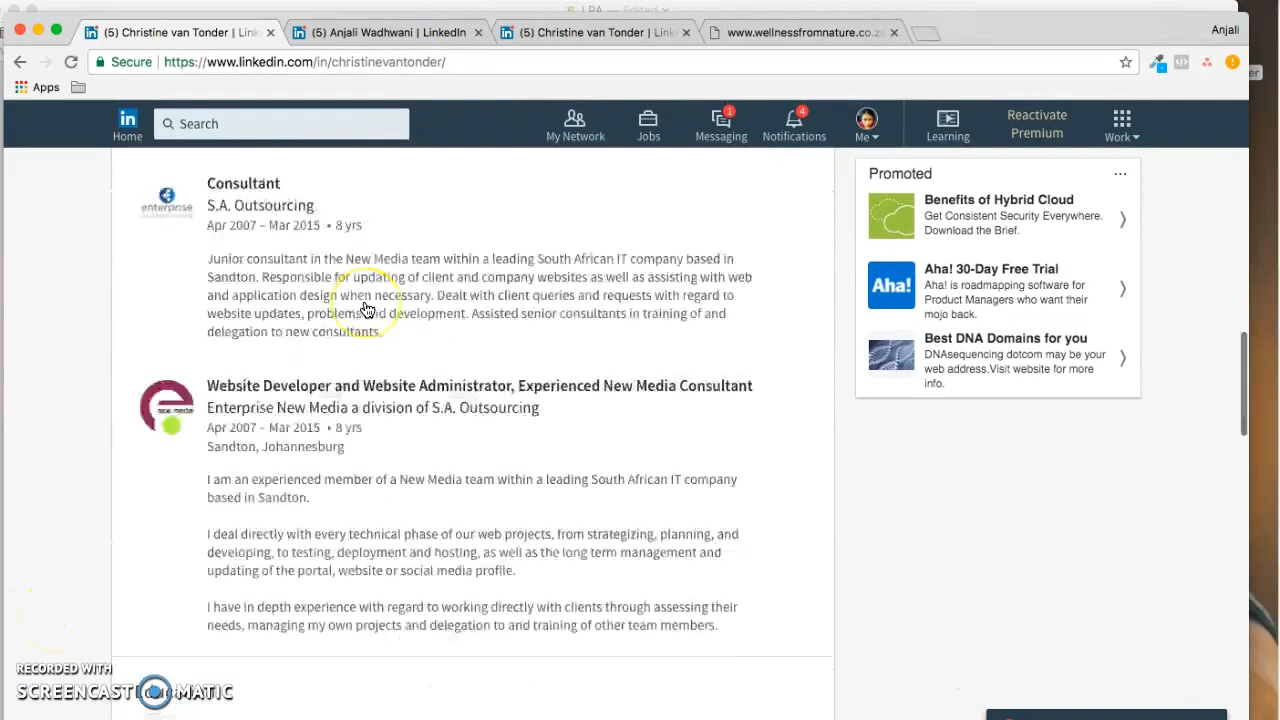 LPA — Edited
(5) Christine van Tonder | Link
(5) Anjali Wadhwani | LinkedIn
(5) Christine van Tonder | Link
www.wellnessfromnature.co.za
Anjali
Secure
https://www.linkedin.com/in/christinevantonder/
Apps
in
Home
Search
My Network
Jobs
1
Messaging
4
Notifications
Me
Learning
Reactivate
Premium
Work
Consultant
enterprise
S.A. Outsourcing
Apr 2007 – Mar 2015 • 8 yrs
Junior consultant in the New Media team within a leading South African IT company based in
Sandton. Responsible for updating of client and company websites as well as assisting with web
and application design when necessary. Dealt with client queries and requests with regard to
website updates, problems and development. Assisted senior consultants in training of and
delegation to new consultants.
Website Developer and Website Administrator, Experienced New Media Consultant
Enterprise New Media a division of S.A. Outsourcing
Apr 2007 – Mar 2015 • 8 yrs
Sandton, Johannesburg
I am an experienced member of a New Media team within a leading South African IT company
based in Sandton.
I deal directly with every technical phase of our web projects, from strategizing, planning, and
developing, to testing, deployment and hosting, as well as the long term management and
updating of the portal, website or social media profile.
I have in depth experience with regard to working directly with clients through assessing their
needs, managing my own projects and delegation to and training of other team members.
Promoted
Benefits of Hybrid Cloud
Get Consistent Security Everywhere.
Download the Brief.
Aha!
Aha! 30-Day Free Trial
Aha! is roadmapping software for
Product Managers who want their
mojo back.
Best DNA Domains for you
DNAsequencing dotcom may be your
web address.Visit website for more
info.
RECORDED WITH
SCREENCAST-O-MATIC